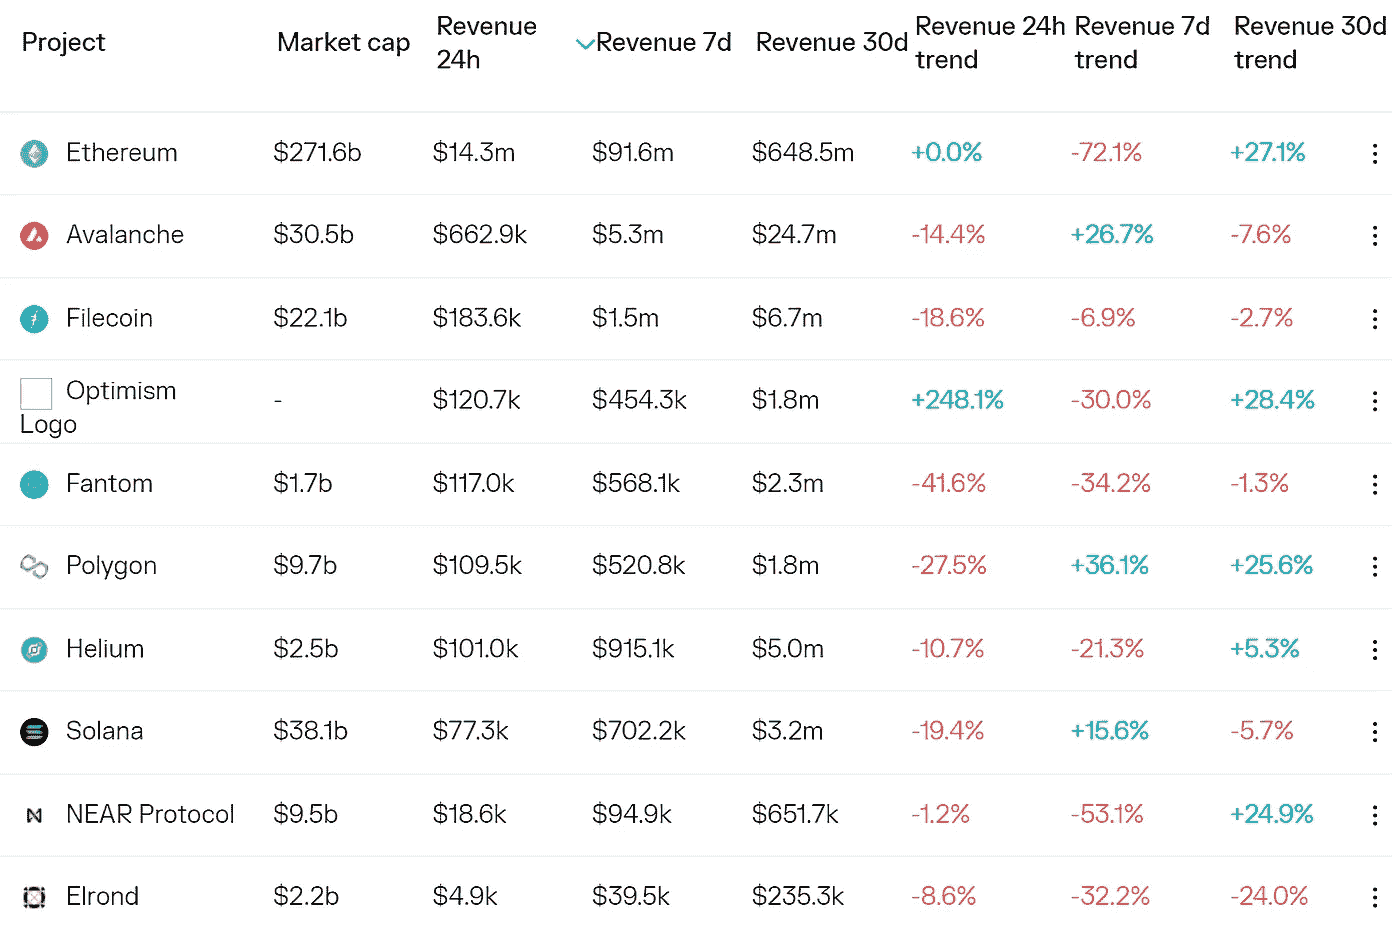 Project Market cap Revenue 24h Revenue 7d Revenue 30d Revenue 24h trend Revenue 7d trend Revenue 30d trend
Ethereum $271.6b $14.3m $91.6m $648.5m +0.0% -72.1% +27.1%
Avalanche $30.5b $662.9k $5.3m $24.7m -14.4% +26.7% -7.6%
Filecoin $22.1b $183.6k $1.5m $6.7m -18.6% -6.9% -2.7%
Optimism Logo - $120.7k $454.3k $1.8m +248.1% -30.0% +28.4%
Fantom $1.7b $117.0k $568.1k $2.3m -41.6% -34.2% -1.3%
Polygon $9.7b $109.5k $520.8k $1.8m -27.5% +36.1% +25.6%
Helium $2.5b $101.0k $915.1k $5.0m -10.7% -21.3% +5.3%
Solana $38.1b $77.3k $702.2k $3.2m -19.4% +15.6% -5.7%
NEAR Protocol $9.5b $18.6k $94.9k $651.7k -1.2% -53.1% +24.9%
Elrond $2.2b $4.9k $39.5k $235.3k -8.6% -32.2% -24.0%